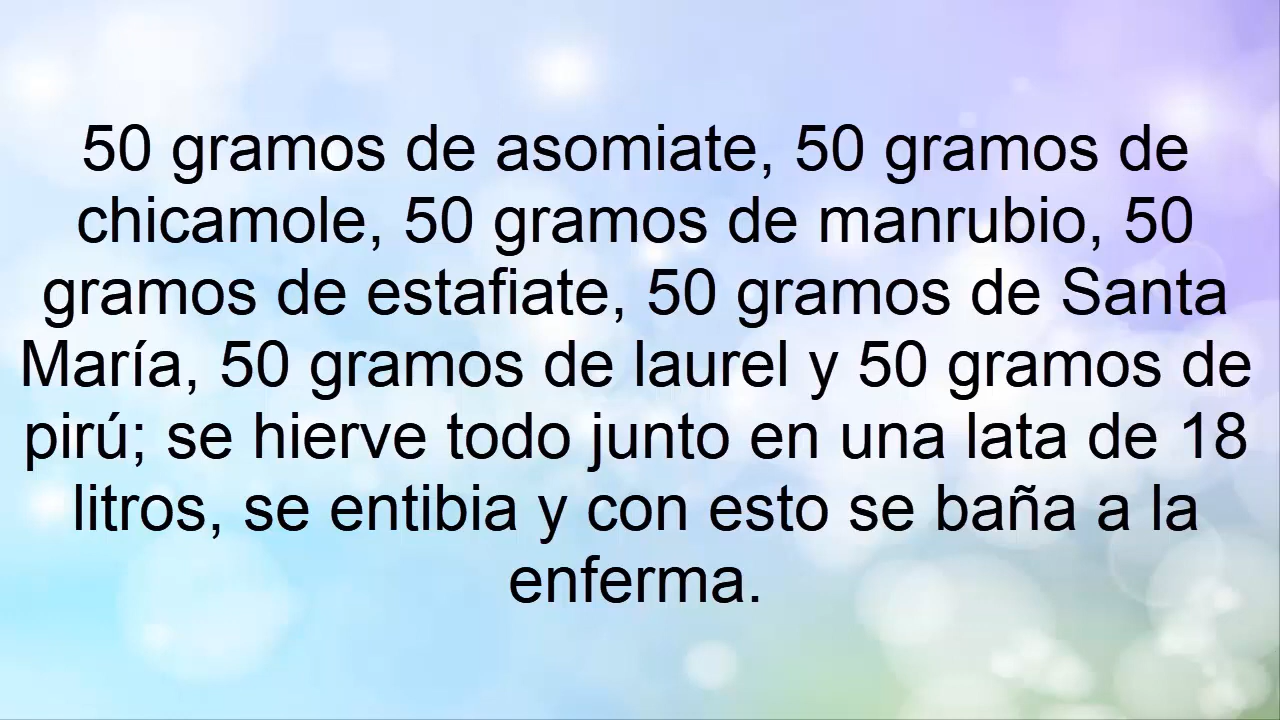 50 gramos de asomiate, 50 gramos de
chicamole, 50 gramos de manrubio, 50
gramos de estafiate, 50 gramos de Santa
María, 50 gramos de laurel y 50 gramos de
pirú; se hierve todo junto en una lata de 18
litros, se entibia y con esto se baña a la
enferma.